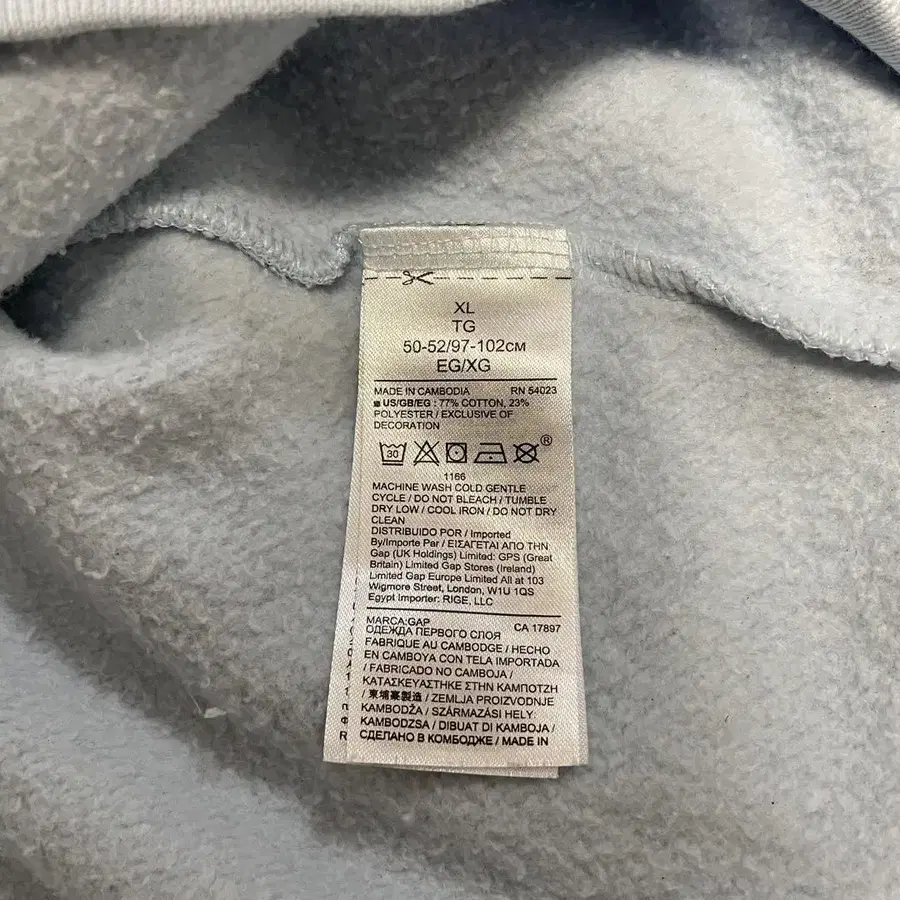 XL
TG
50-52/97-102см
EG/XG
MADE IN CAMBODIA RN 54023
US/GB/EG : 77% COTTON, 23%
POLYESTER / EXCLUSIVE OF
DECORATION
30
®
1166
MACHINE WASH COLD GENTLE
CYCLE / DO NOT BLEACH / TUMBLE
DRY LOW / COOL IRON / DO NOT DRY
CLEAN
DISTRIBUIDO POR / Imported
By/Importe Par / ΕΙΣΑΓΕΤΑΙ ΑΠΟ ΤΗΝ
Gap (UK Holdings) Limited: GPS (Great
Britain) Limited Gap Stores (Ireland)
Limited Gap Europe Limited All at 103
Wigmore Street, London, W1U 1QS
Egypt Importer: RIGE, LLC
MARCA:GAP CA 17897
ОДЕЖДА ПЕРВОГО СЛОЯ
FABRIQUE AU CAMBODGE / HECHO
EN CAMBOYA CON TELA IMPORTADA
/ FABRICADO NO CAMBOJA /
ΚΑΤΑΣΚΕΥΑΣΤΗΚΕ ΣΤΗΝ ΚΑΜΠΟΤΖΗ
/ 柬埔寨製造 / ZEMLJA PROIZVODNJE
KAMBODŽA / SZÁRMAZÁSI HELY
KAMBODZSA / DIBUAT DI KAMBOJA /
СДЕЛАНО В КОМБОДЖЕ / MADE IN